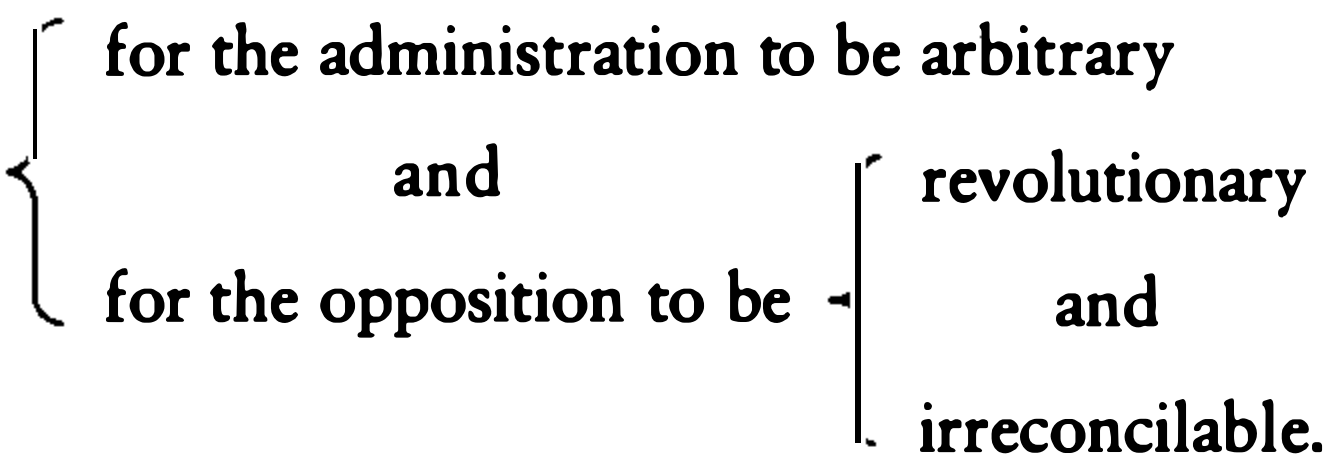 for the administration to be arbitrary
and
for the opposition to be
revolutionary
and
irreconcilable.